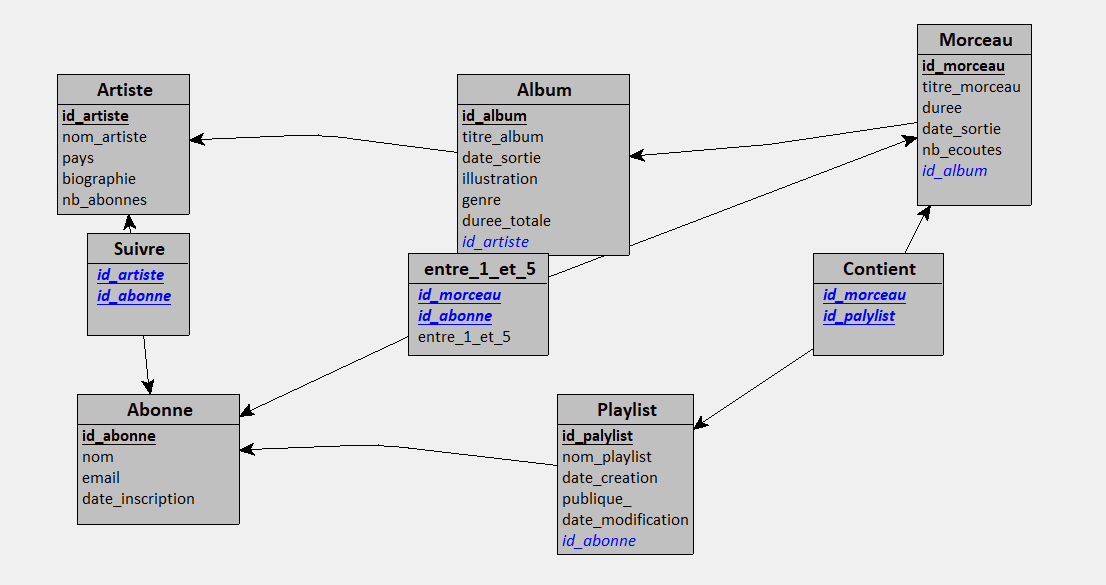 Artiste
id_artiste
nom_artiste
pays
biographie
nb_abonnes
Album
id_album
titre_album
date_sortie
illustration
genre
duree_totale
id_artiste
Morceau
id_morceau
titre_morceau
duree
date_sortie
nb_ecoutes
id_album
Suivre
id_artiste
id_abonne
entre_1_et_5
id_morceau
id_abonne
entre_1_et_5
Contient
id_morceau
id_palylist
Abonne
id_abonne
nom
email
date_inscription
Playlist
id_palylist
nom_playlist
date_creation
publique_
date_modification
id_abonne